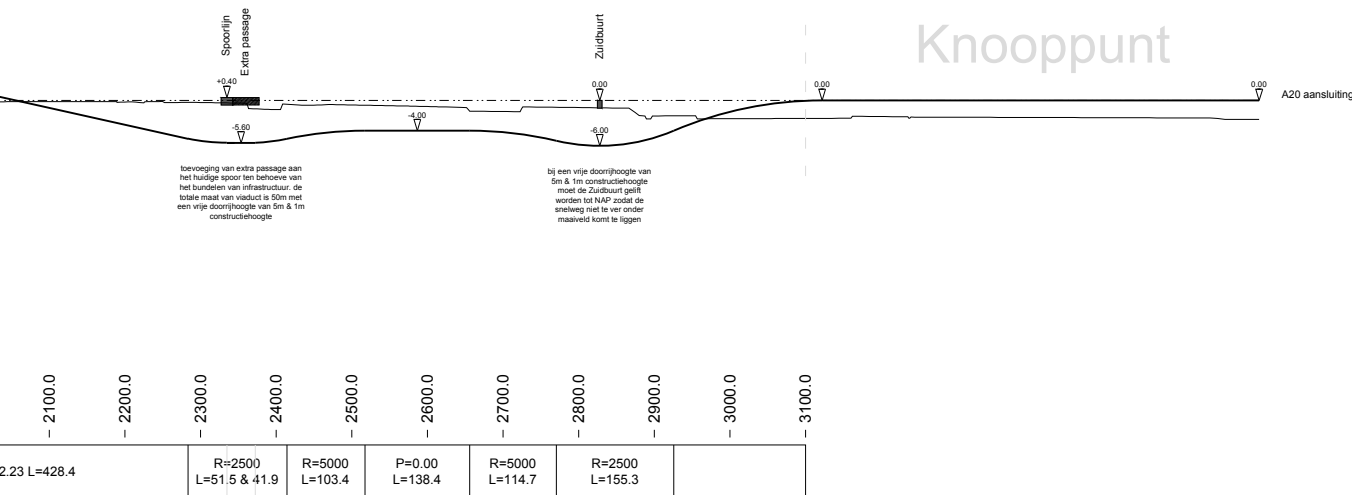 Knooppunt
Spoorlijn
Extra passage
Zuidbuurt
+0.40
0.00
0.00
0.00
A20 aansluiting
-5.60
-4.00
-6.00
toevoeging van extra passage aan
het huidige spoor ten behoeve van
het bundelen van infrastructuur. de
totale maat van viaduct is 50m met
een vrije doorrijhoogte van 5m & 1m
constructiehoogte
bij een vrije doorrijhoogte van
5m & 1m constructiehoogte
moet de Zuidbuurt gelift
worden tot NAP zodat de
snelweg niet te ver onder
maaiveld komt te liggen
2100.0
22200.0
2300.0
2400.0
25000.0
2600.0
2700.0
28200.0
2900.0
3000.0
3100.0
2.23 L=428.4
R=2500
L=51.5 & 41.9
R=5000
L=103.4
P=0.00
L=138.4
R=5000
L=114.7
R=2500
L=155.3